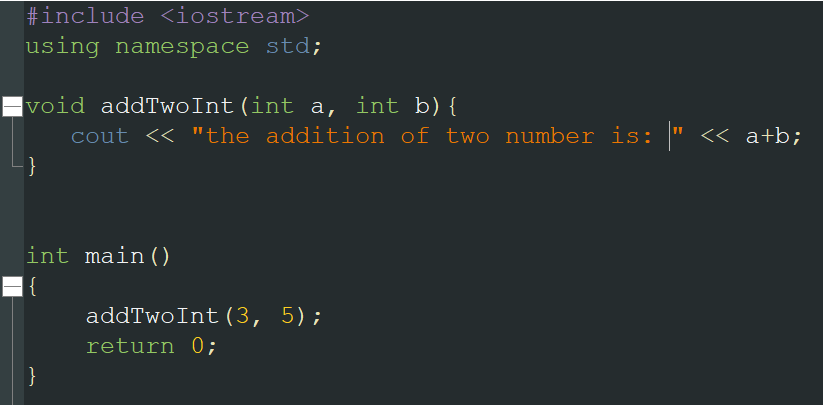 #include <iostream>
using namespace std;
void addTwoInt(int a, int b){
cout << "the addition of two number is: " << a+b;
}
int main()
{
addTwoInt(3, 5);
return 0;
}